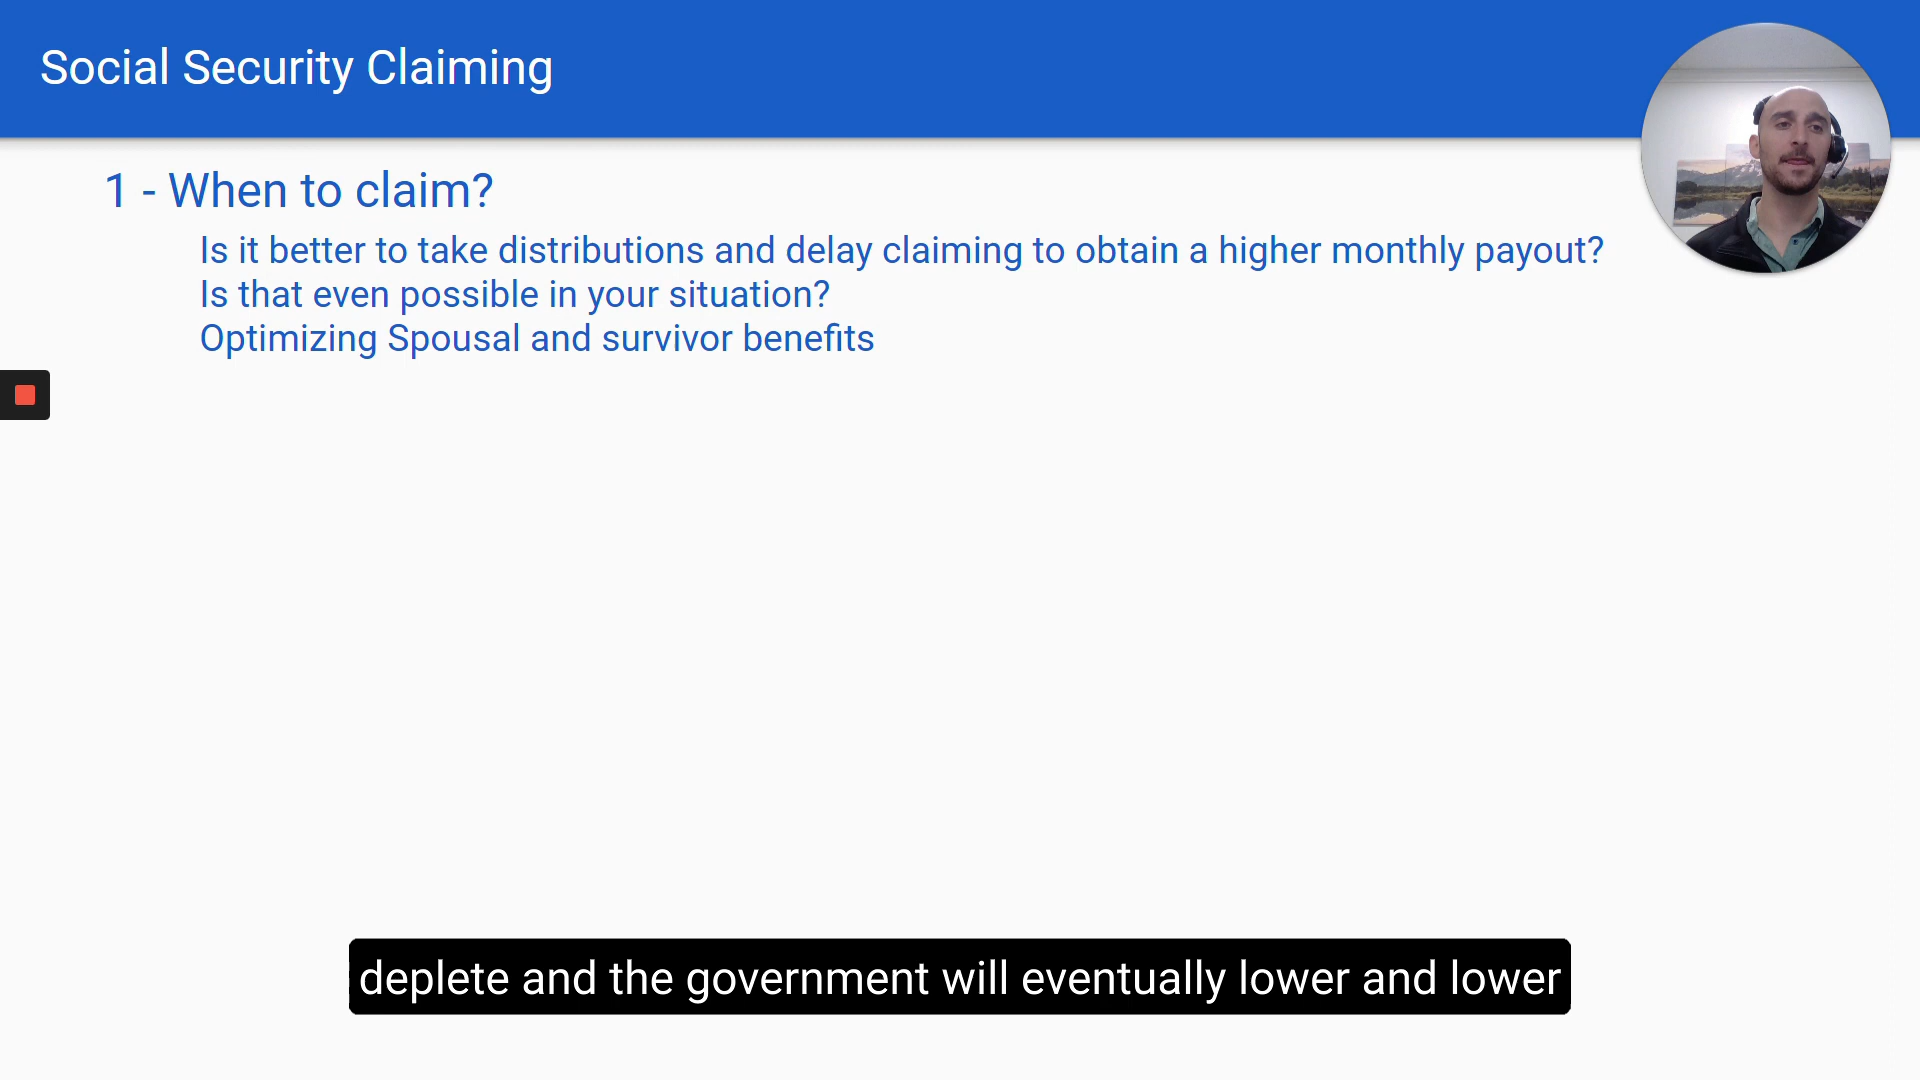 Social Security Claiming
1 - When to claim?
Is it better to take distributions and delay claiming to obtain a higher monthly payout?
Is that even possible in your situation?
Optimizing Spousal and survivor benefits
deplete and the government will eventually lower and lower